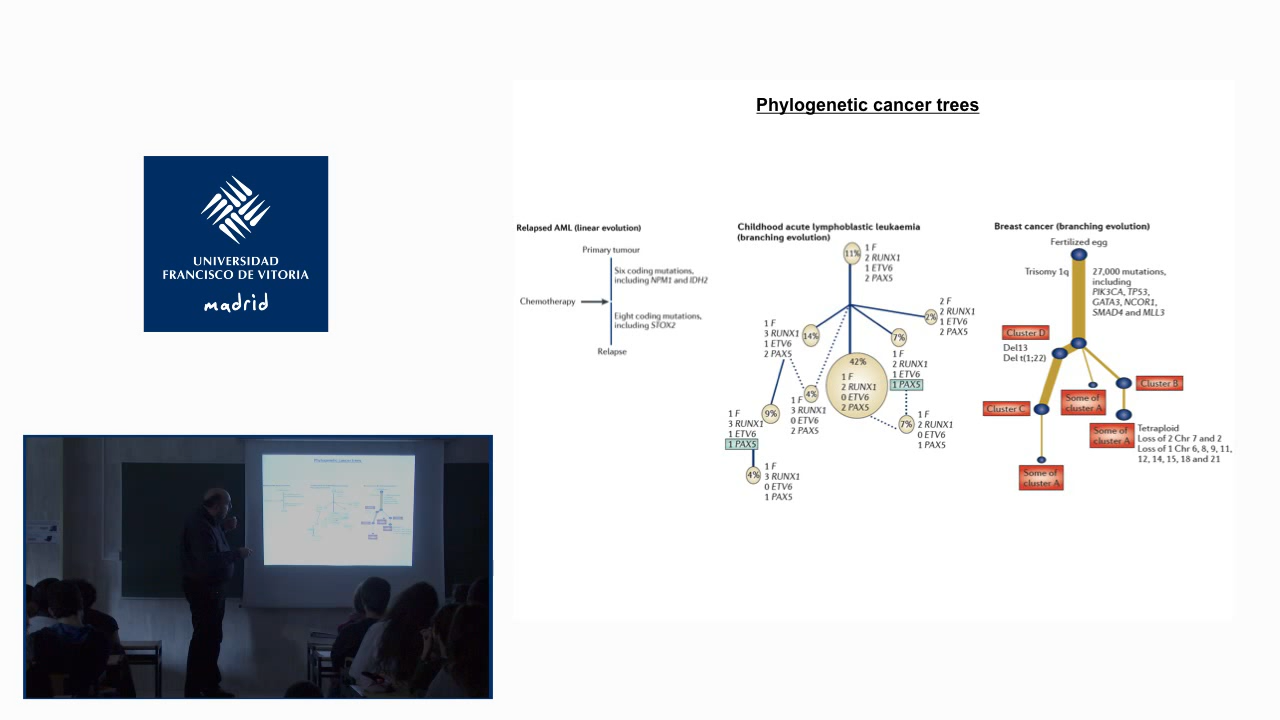 UNIVERSIDAD
FRANCISCO DE VITORIA
madrid
Phylogenetic cancer trees
Relapsed AML (linear evolution)
Primary tumour
Six coding mutations,
including NPM1 and IDH2
Chemotherapy
Eight coding mutations,
including STOX2
Relapse
Childhood acute lymphoblastic leukaemia
(branching evolution)
11%
1 F
2 RUNX1
1 ETV6
2 PAX5
2%
2 F
2 RUNX1
1 ETV6
2 PAX5
14%
1 F
3 RUNX1
1 ETV6
2 PAX5
7%
1 F
2 RUNX1
1 ETV6
1 PAX5
42%
1 F
2 RUNX1
0 ETV6
2 PAX5
4%
1 F
3 RUNX1
0 ETV6
2 PAX5
9%
1 F
3 RUNX1
1 ETV6
1 PAX5
7%
1 F
2 RUNX1
0 ETV6
1 PAX5
4%
1 F
3 RUNX1
0 ETV6
1 PAX5
Breast cancer (branching evolution)
Fertilized egg
Trisomy 1q
27,000 mutations,
including
PIK3CA, TP53,
GATA3, NCOR1,
SMAD4 and MLL3
Cluster D
Del13
Del t(1;22)
Cluster B
Some of
cluster A
Cluster C
Some of
cluster A
Tetraploid
Loss of 2 Chr 7 and 2
Loss of 1 Chr 6, 8, 9, 11,
12, 14, 15, 18 and 21
Some of
cluster A
Phylogenetic cancer trees